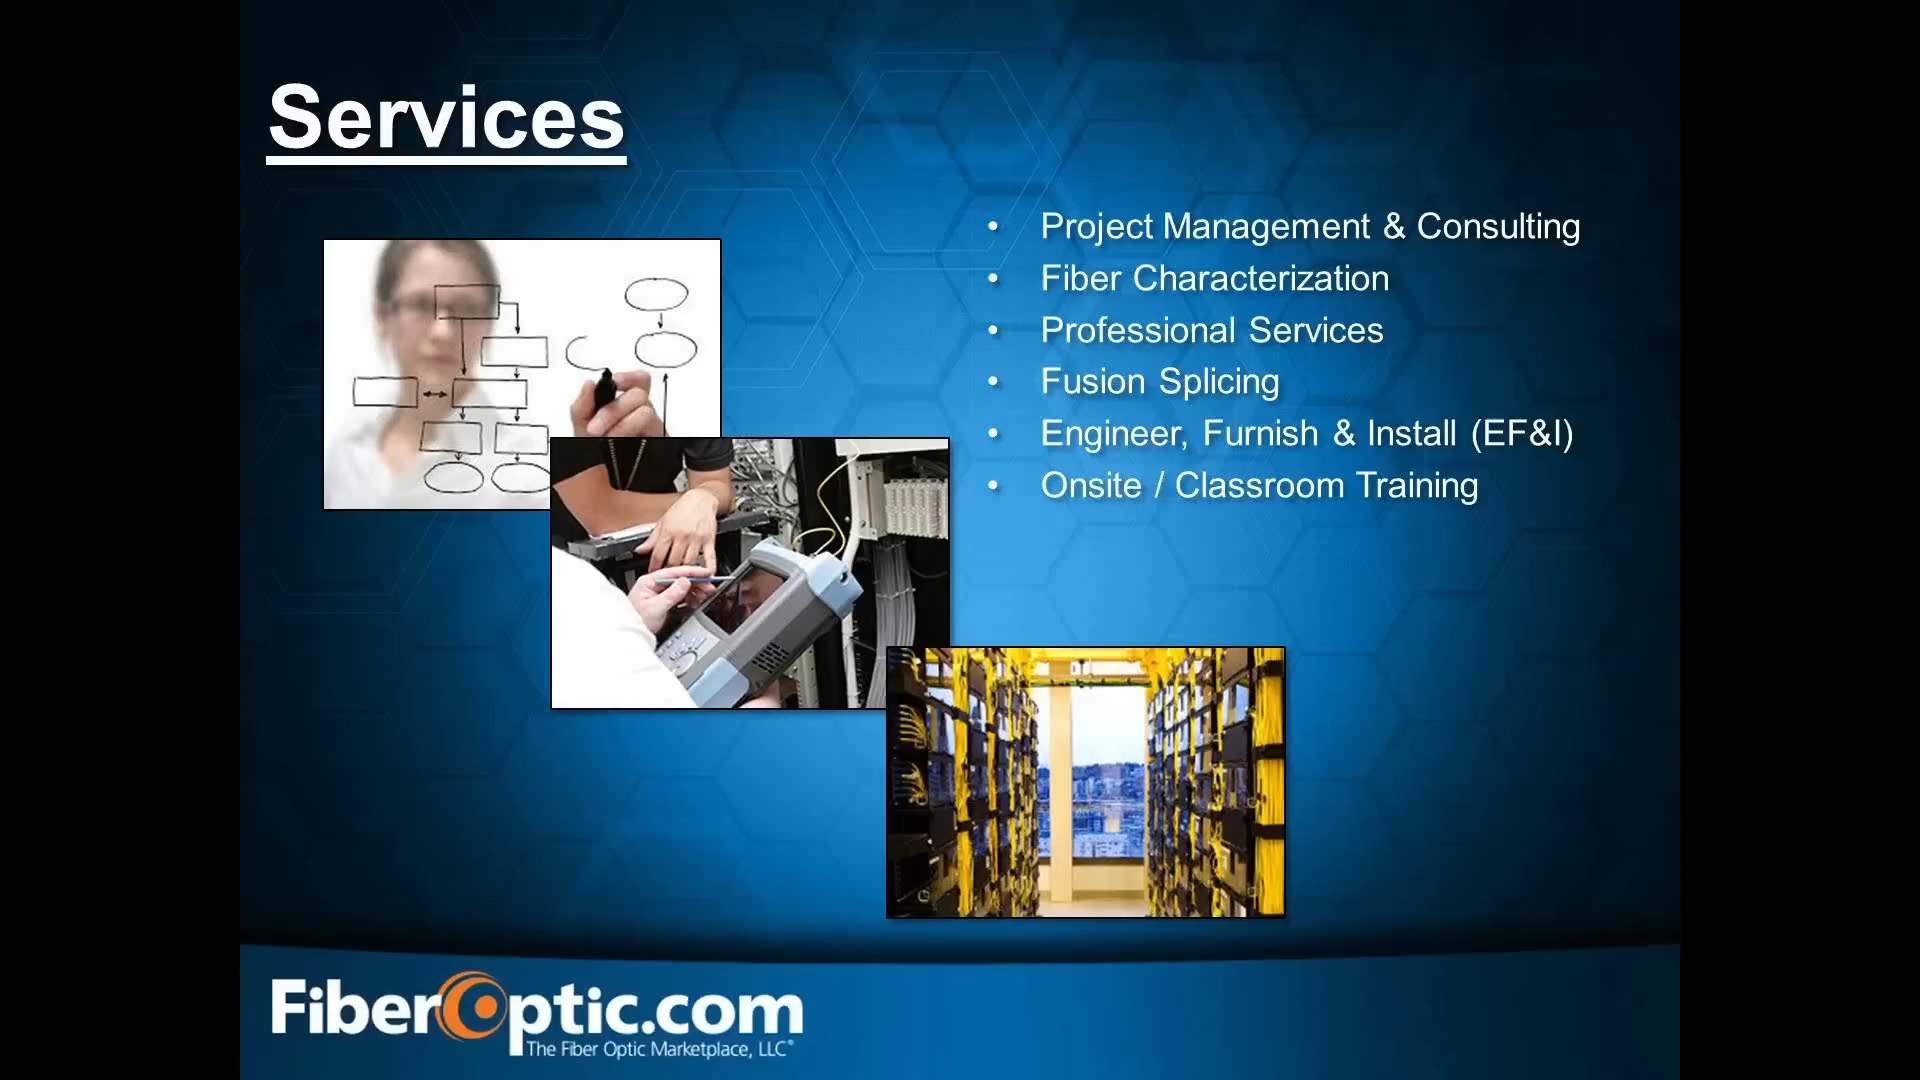 Services
• Project Management & Consulting
• Fiber Characterization
• Professional Services
• Fusion Splicing
• Engineer, Furnish & Install (EF&I)
• Onsite / Classroom Training
FiberOptic.com
The Fiber Optic Marketplace, LLC®